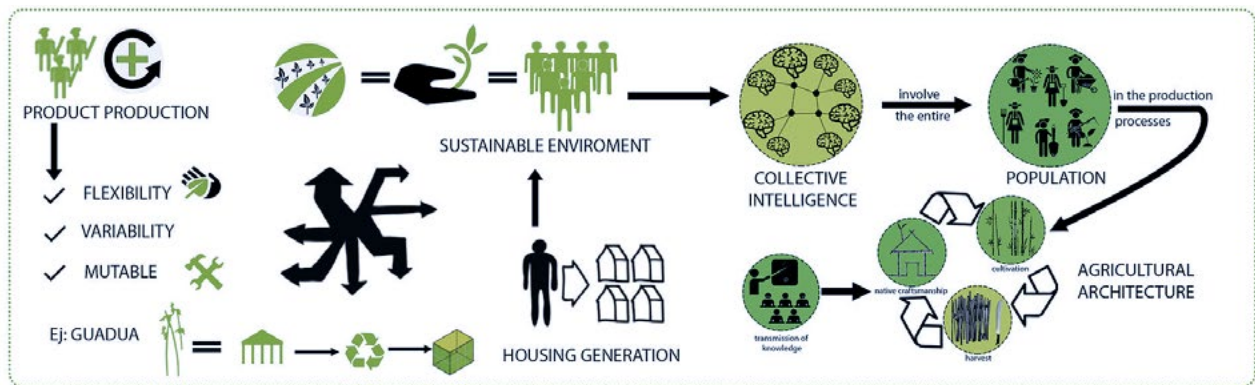 PRODUCT PRODUCTION
FLEXIBILITY
VARIABILITY
MUTABLE
Ej: GUADUA
SUSTAINABLE ENVIROMENT
HOUSING GENERATION
COLLECTIVE
INTELLIGENCE
involve
the entire
POPULATION
in the production
processes
cultivation
native craftsmanship
harvest
transmission of
knowledge
AGRICULTURAL
ARCHITECTURE